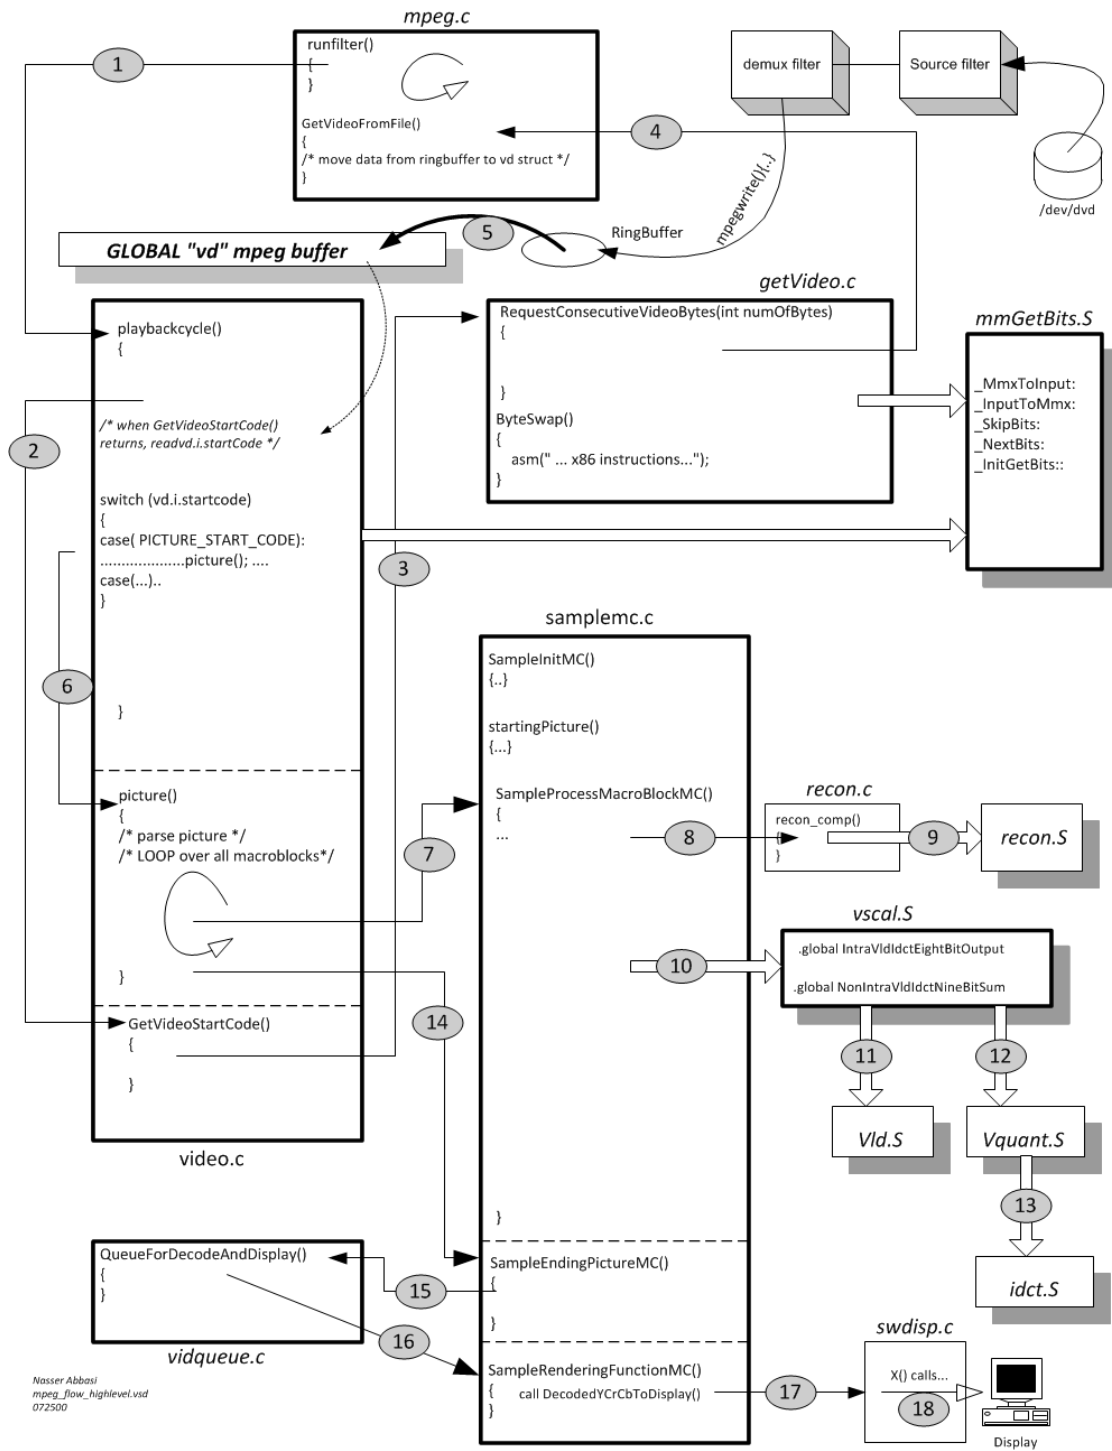 mpeg.c
runfilter()
{
}
1
GetVideoFromFile()
{
/* move data from ringbuffer to vd struct */
}
demux filter
Source filter
4
/dev/dvd
mpegwrite(){..}
5
RingBuffer
GLOBAL "vd" mpeg buffer
getVideo.c
RequestConsecutiveVideoBytes(int numOfBytes)
{
}
ByteSwap()
{
asm(" ... x86 instructions...");
}
mmGetBits.S
_MmxToInput:
_InputToMmx:
_SkipBits:
_NextBits:
_InitGetBits::
playbackcycle()
{
2
/* when GetVideoStartCode()
returns, readvd.i.startCode */
switch (vd.i.startcode)
{
case( PICTURE_START_CODE):
.....................picture(); ....
case(...)..
}
3
6
}
picture()
{
/* parse picture */
/* LOOP over all macroblocks*/
7
}
14
GetVideoStartCode()
{
}
video.c
samplemc.c
SampleInitMC()
{..}
startingPicture()
{...}
SampleProcessMacroBlockMC()
{
...
8
recon.c
recon_comp()
{
}
9
recon.S
10
vscal.S
.global IntraVldIdctEightBitOutput
.global NonIntraVldIdctNineBitSum
11
12
Vld.S
Vquant.S
13
idct.S
}
QueueForDecodeAndDisplay()
{
}
15
16
vidqueue.c
SampleEndingPictureMC()
{
}
SampleRenderingFunctionMC()
{ call DecodedYCrCbToDisplay()
}
17
swdisp.c
X() calls...
18
Display
Nasser Abbasi
mpeg_flow_highlevel.vsd
072500